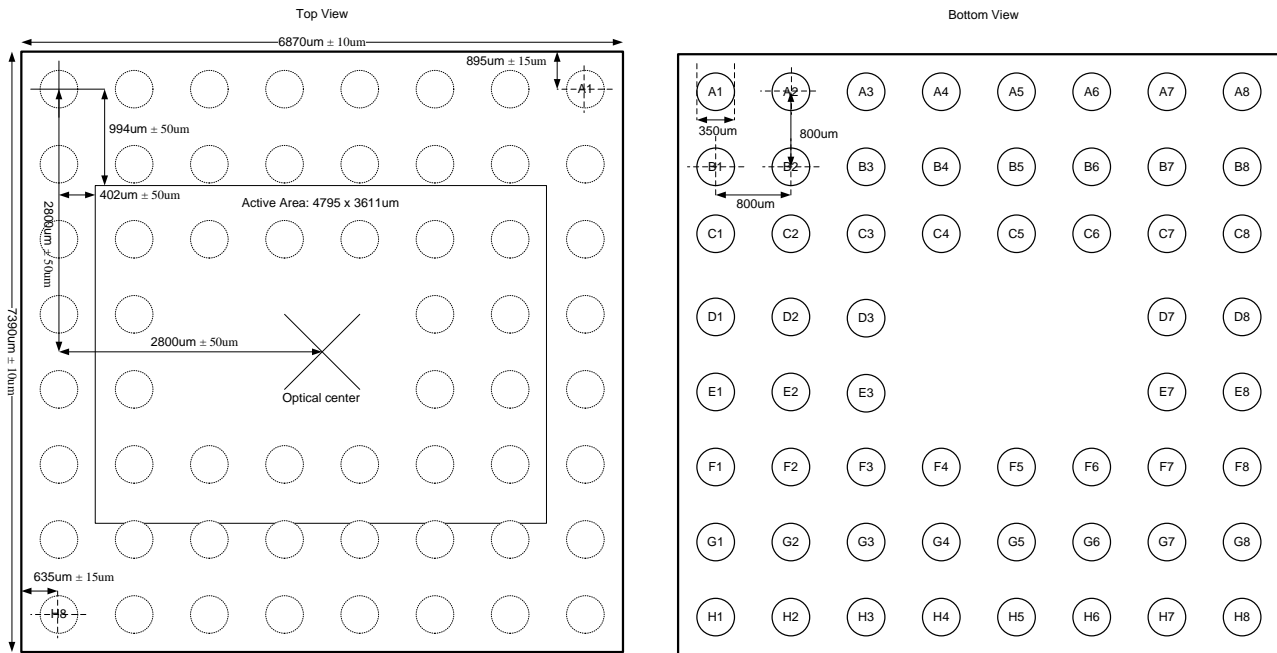 Top View
Bottom View
6870um ± 10um
895um ± 15um
A1
994um ± 50um
402um ± 50um
Active Area: 4795 x 3611um
2800um ± 50um
7390um ± 10um
2800um ± 50um
Optical center
635um ± 15um
H8
A1 A2 A3 A4 A5 A6 A7 A8
350um
800um
B1 B2 B3 B4 B5 B6 B7 B8
800um
C1 C2 C3 C4 C5 C6 C7 C8
D1 D2 D3 D7 D8
E1 E2 E3 E7 E8
F1 F2 F3 F4 F5 F6 F7 F8
G1 G2 G3 G4 G5 G6 G7 G8
H1 H2 H3 H4 H5 H6 H7 H8